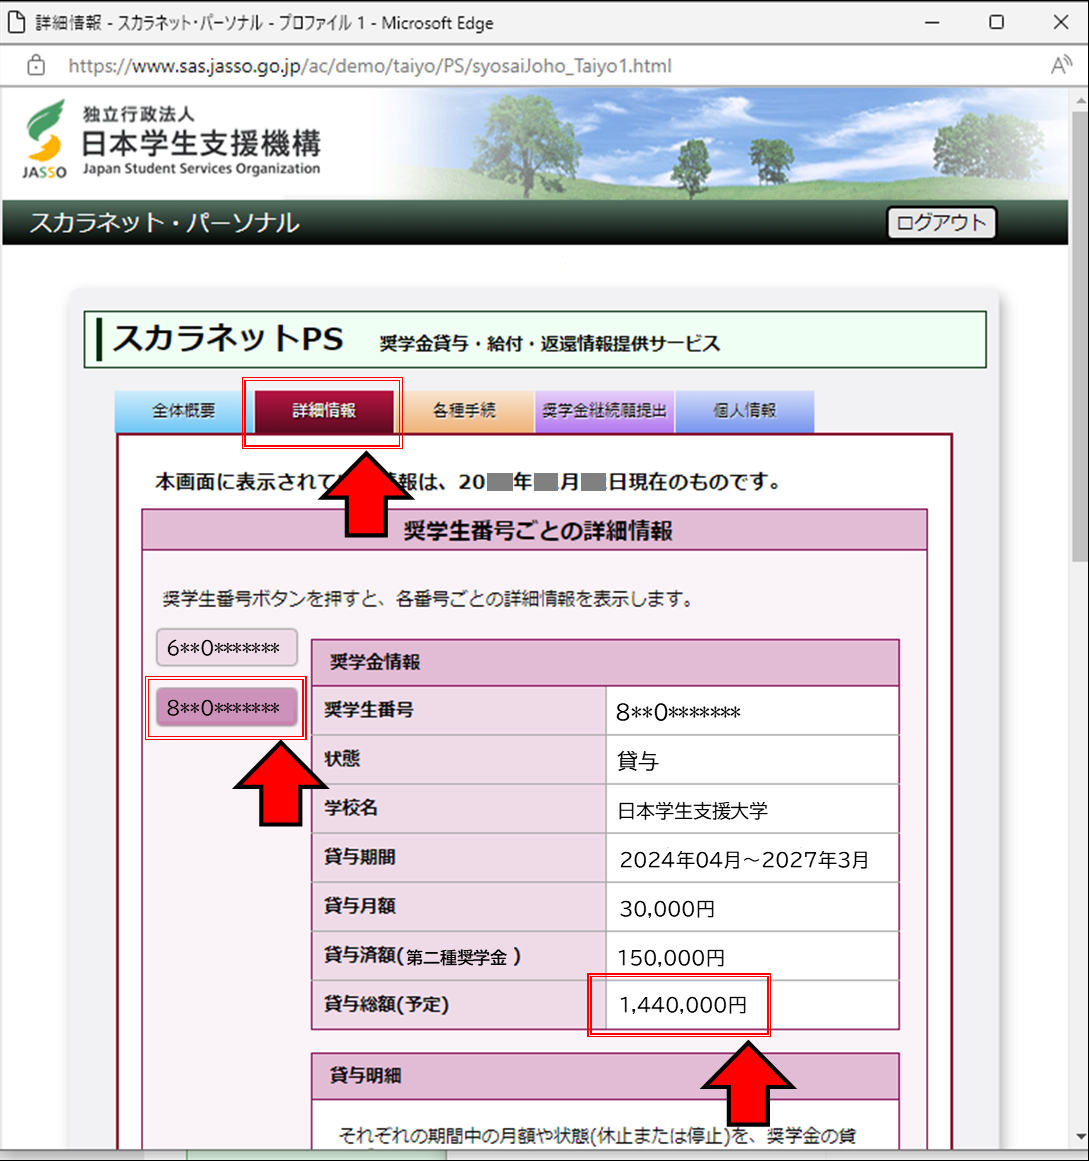 詳細情報 - スカラネット・パーソナル - プロファイル 1 - Microsoft Edge
https://www.sas.jasso.go.jp/ac/demo/taiyo/PS/syosaiJoho_Taiyo1.html
独立行政法人
日本学生支援機構
JASSO Japan Student Services Organization
スカラネット・パーソナル ログアウト
スカラネットPS 奨学金貸与・給付・返還情報提供サービス
全体概要 詳細情報 各種手続 奨学金継続願提出 個人情報
本画面に表示されて 報は、20 年 月 日現在のものです。
奨学生番号ごとの詳細情報
奨学生番号ボタンを押すと、各番号ごとの詳細情報を表示します。
6**0*******
8**0*******
奨学金情報
奨学生番号 8**0*******
状態 貸与
学校名 日本学生支援大学
貸与期間 2024年04月～2027年3月
貸与月額 30,000円
貸与済額(第二種奨学金 ) 150,000円
貸与総額(予定) 1,440,000円
貸与明細
それぞれの期間中の月額や状態(休止または停止)を、奨学金の貸